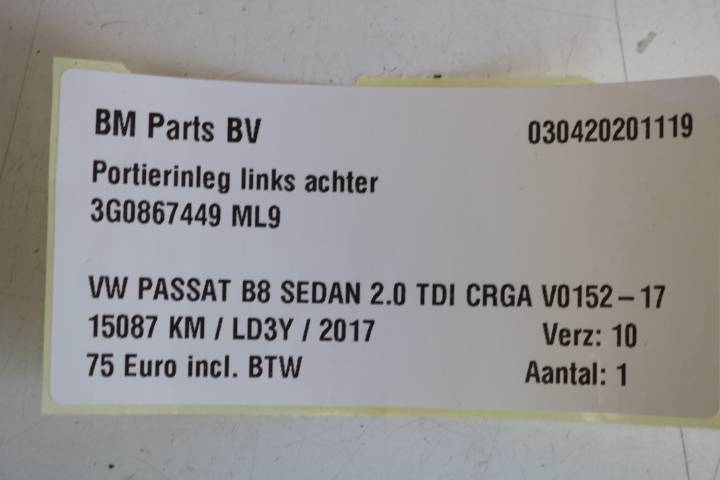 BM Parts BV 030420201119
Portierinleg links achter
3G0867449 ML9
VW PASSAT B8 SEDAN 2.0 TDI CRGA V0152-17
15087 KM / LD3Y / 2017 Verz: 10
75 Euro incl. BTW Aantal: 1